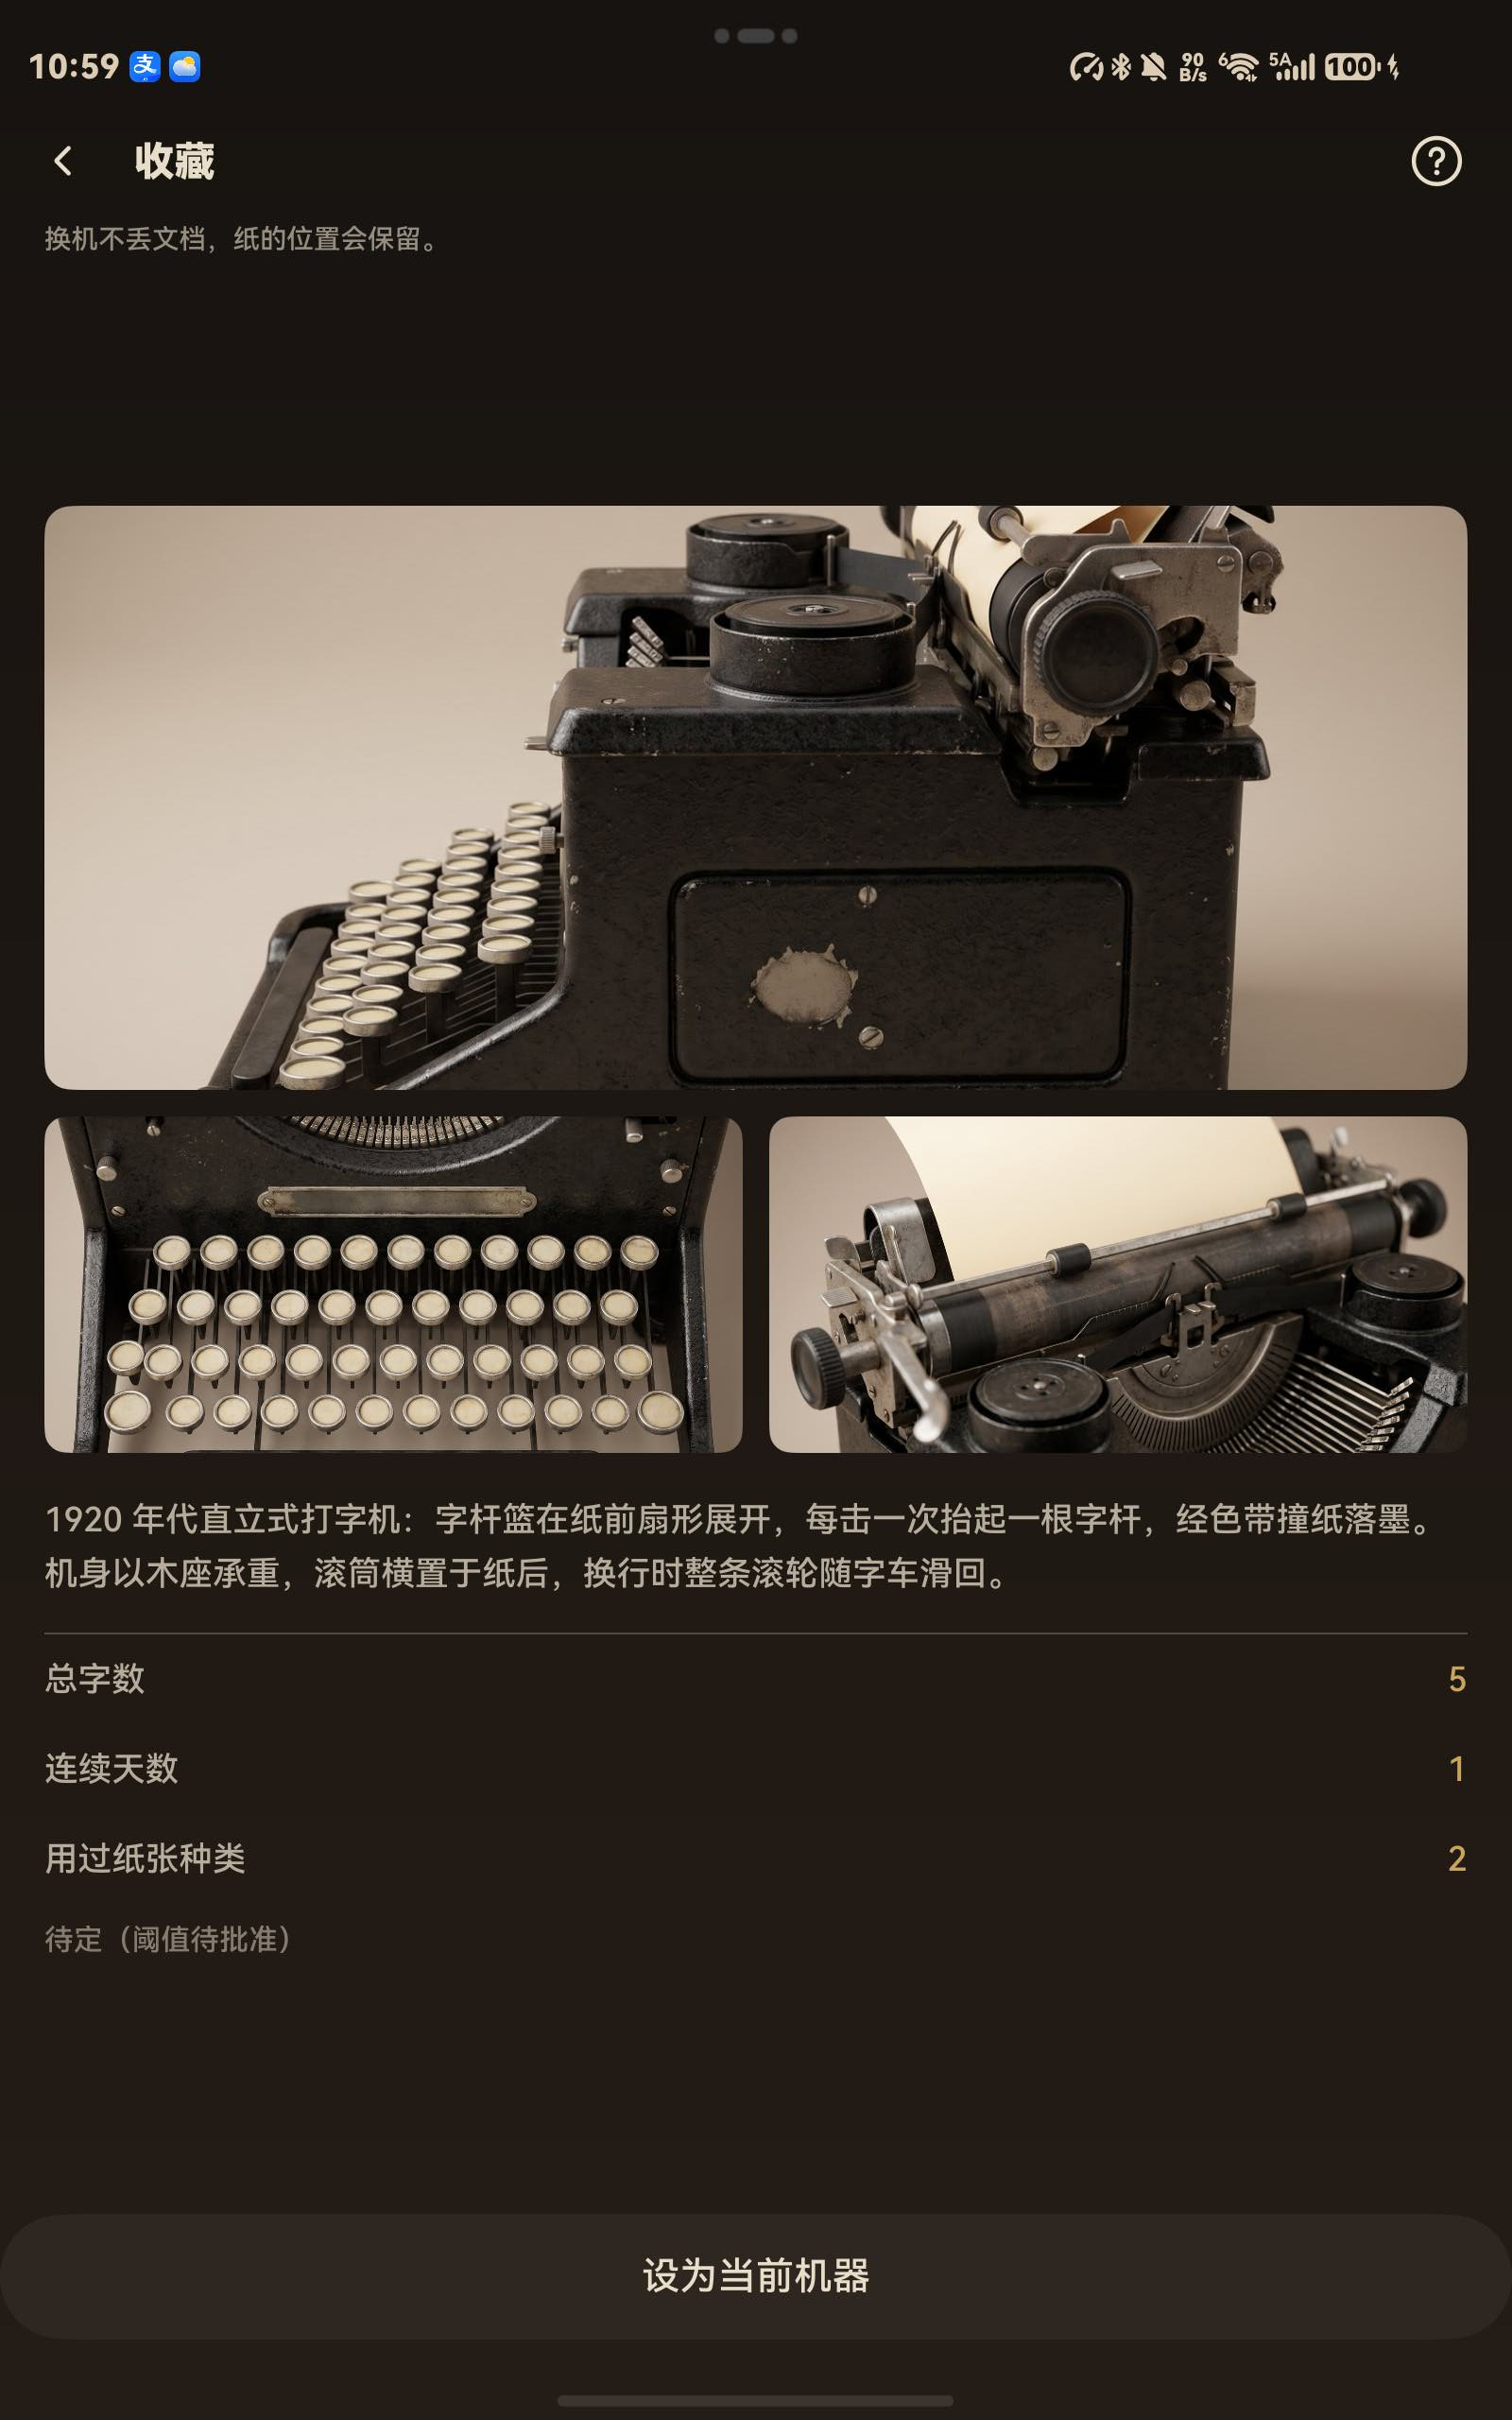 10:59 支 90 B/s 6 5A 100
收藏
换机不丢文档，纸的位置会保留。
1920 年代直立式打字机：字杆篮在纸前扇形展开，每击一次抬起一根字杆，经色带撞纸落墨。
机身以木座承重，滚筒横置于纸后，换行时整条滚轮随字车滑回。
总字数 5
连续天数 1
用过纸张种类 2
待定（阈值待批准）
设为当前机器